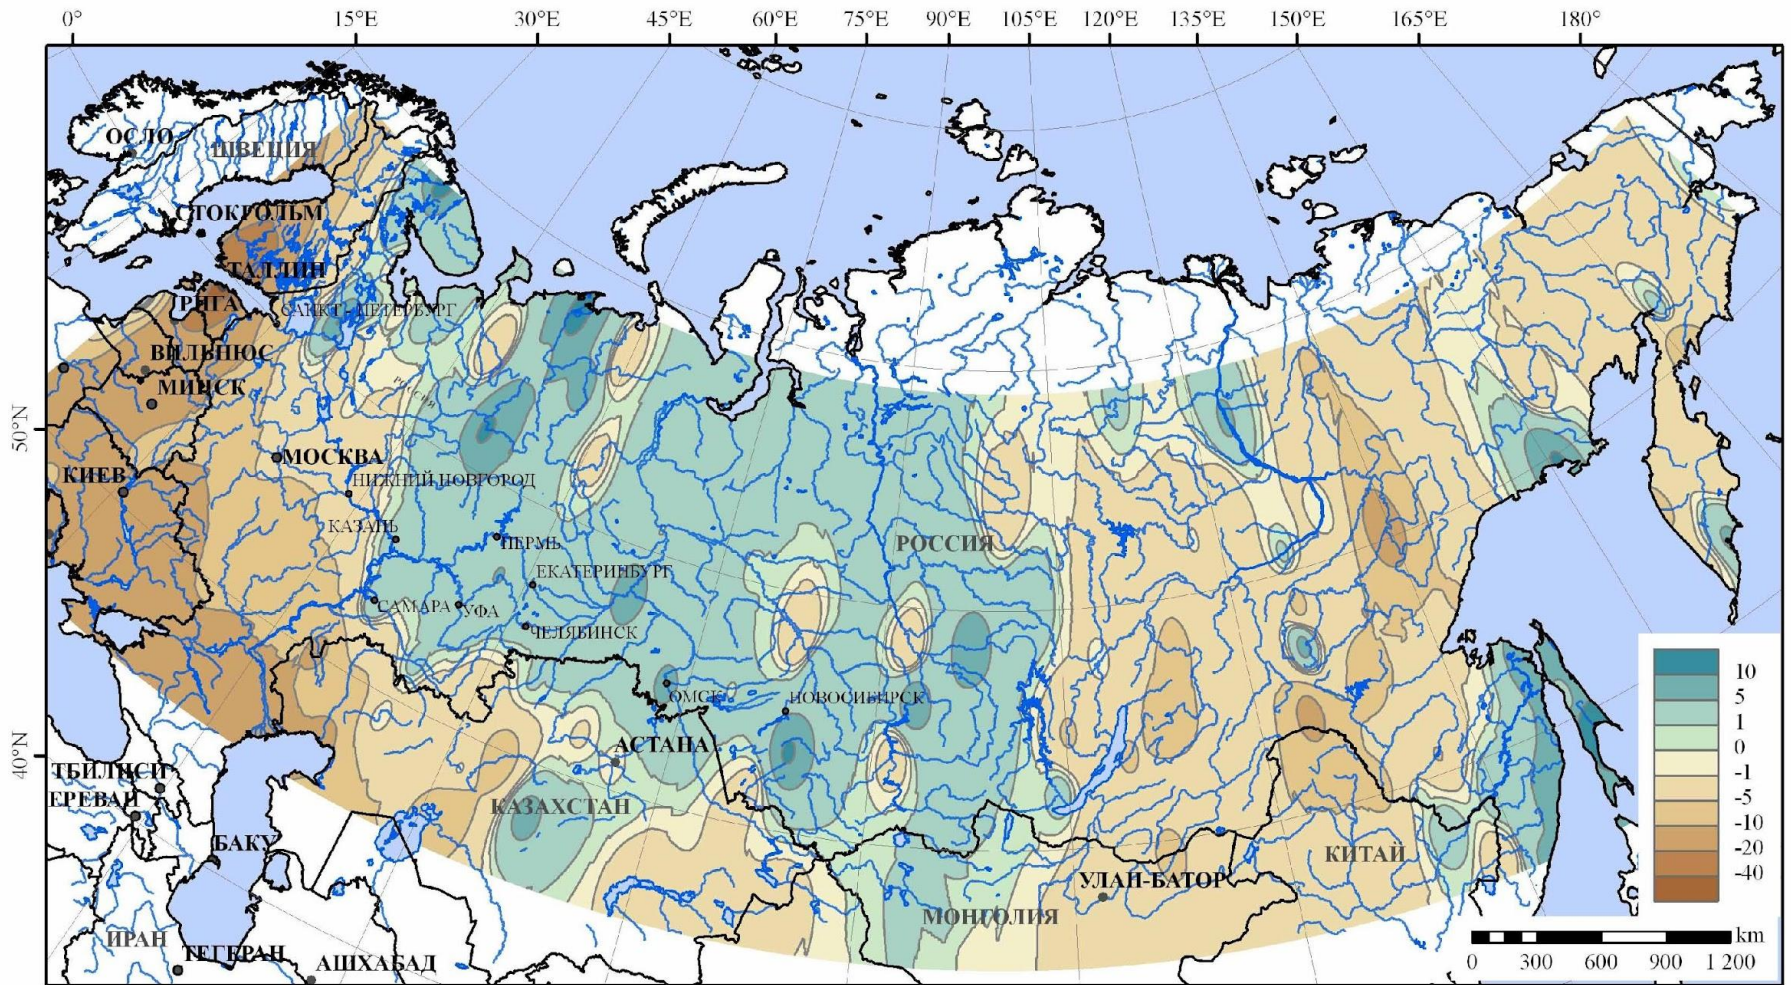 0° 15°E 30°E 45°E 60°E 75°E 90°E 105°E 120°E 135°E 150°E 165°E 180°
ОСЛО
ШВЕЦИЯ
СТОКГОЛЬМ
ТАЛЛИН
РИГА
САНКТ - ПЕТЕРБУРГ
ВИЛЬНЮС
МИНСК
РОССИЯ
50°N
МОСКВА
КИЕВ
НИЖНИЙ НОВГОРОД
КАЗАНЬ
ПЕРМЬ
РОССИЯ
ЕКАТЕРИНБУРГ
САМАРА
УФА
ЧЕЛЯБИНСК
ОМСК
НОВОСИБИРСК
40°N
АСТАНА
ТБИЛИСИ
ЕРЕВАН
КАЗАХСТАН
БАКУ
КИТАЙ
УЛАН-БАТОР
МОНГОЛИЯ
ИРАН
ТЕГЕРАН
АШХАБАД
10
5
1
0
-1
-5
-10
-20
-40
km
0 300 600 900 1 200